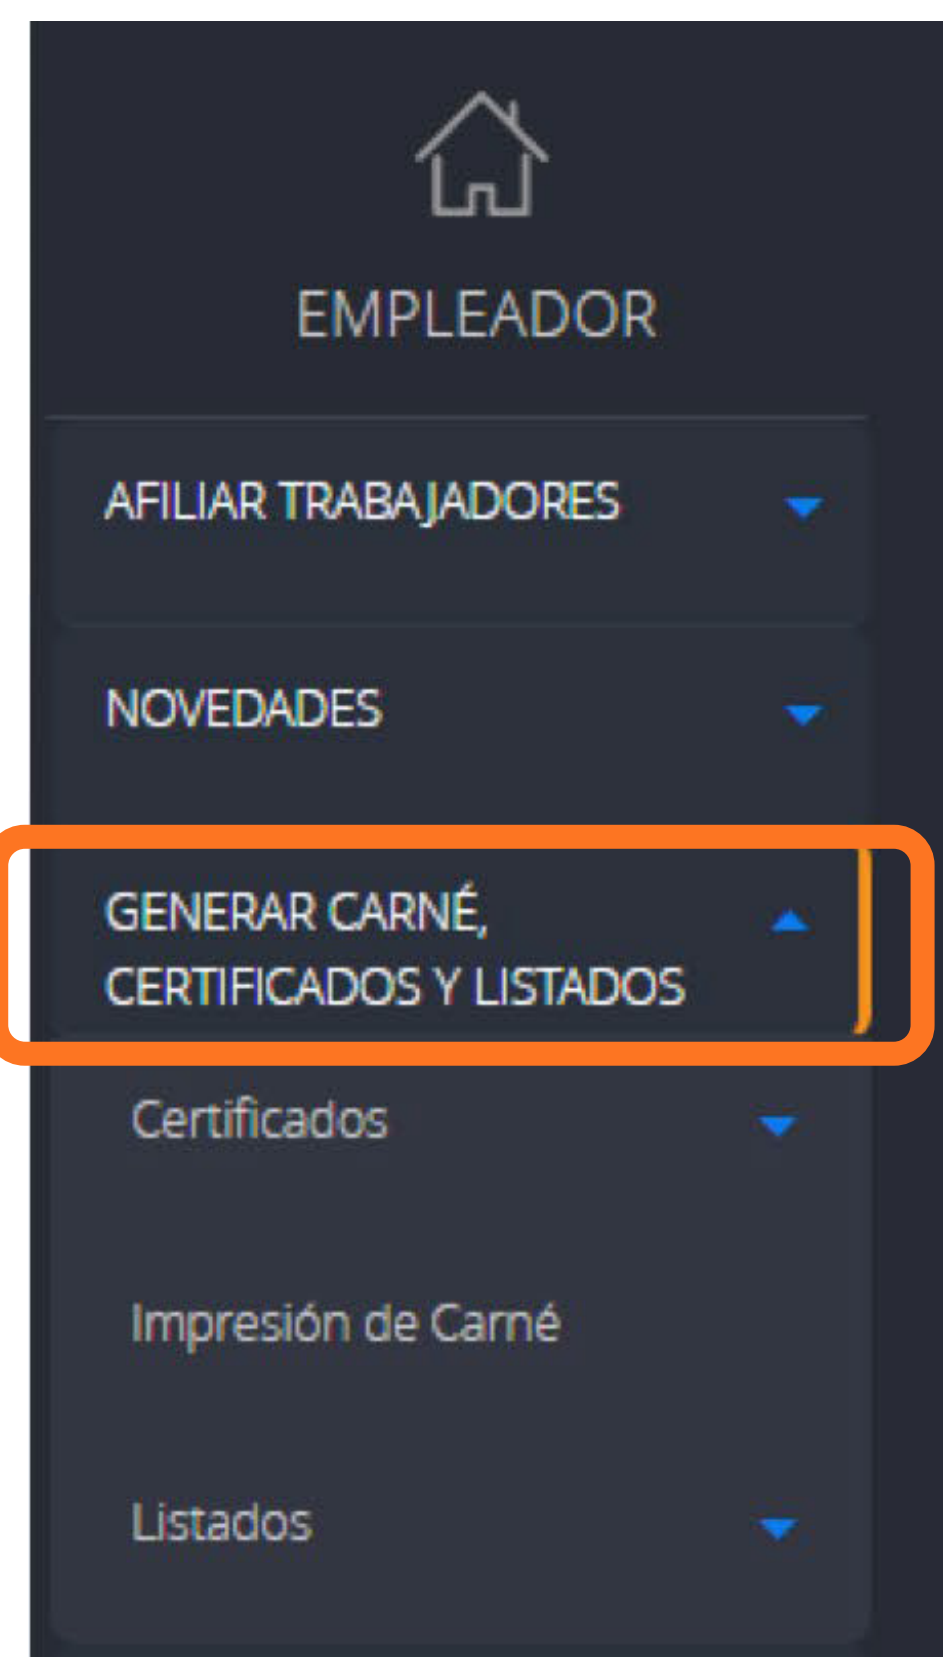 EMPLEADOR
AFILIAR TRABAJADORES
NOVEDADES
GENERAR CARNÉ,
CERTIFICADOS Y LISTADOS
Certificados
Impresión de Carné
Listados